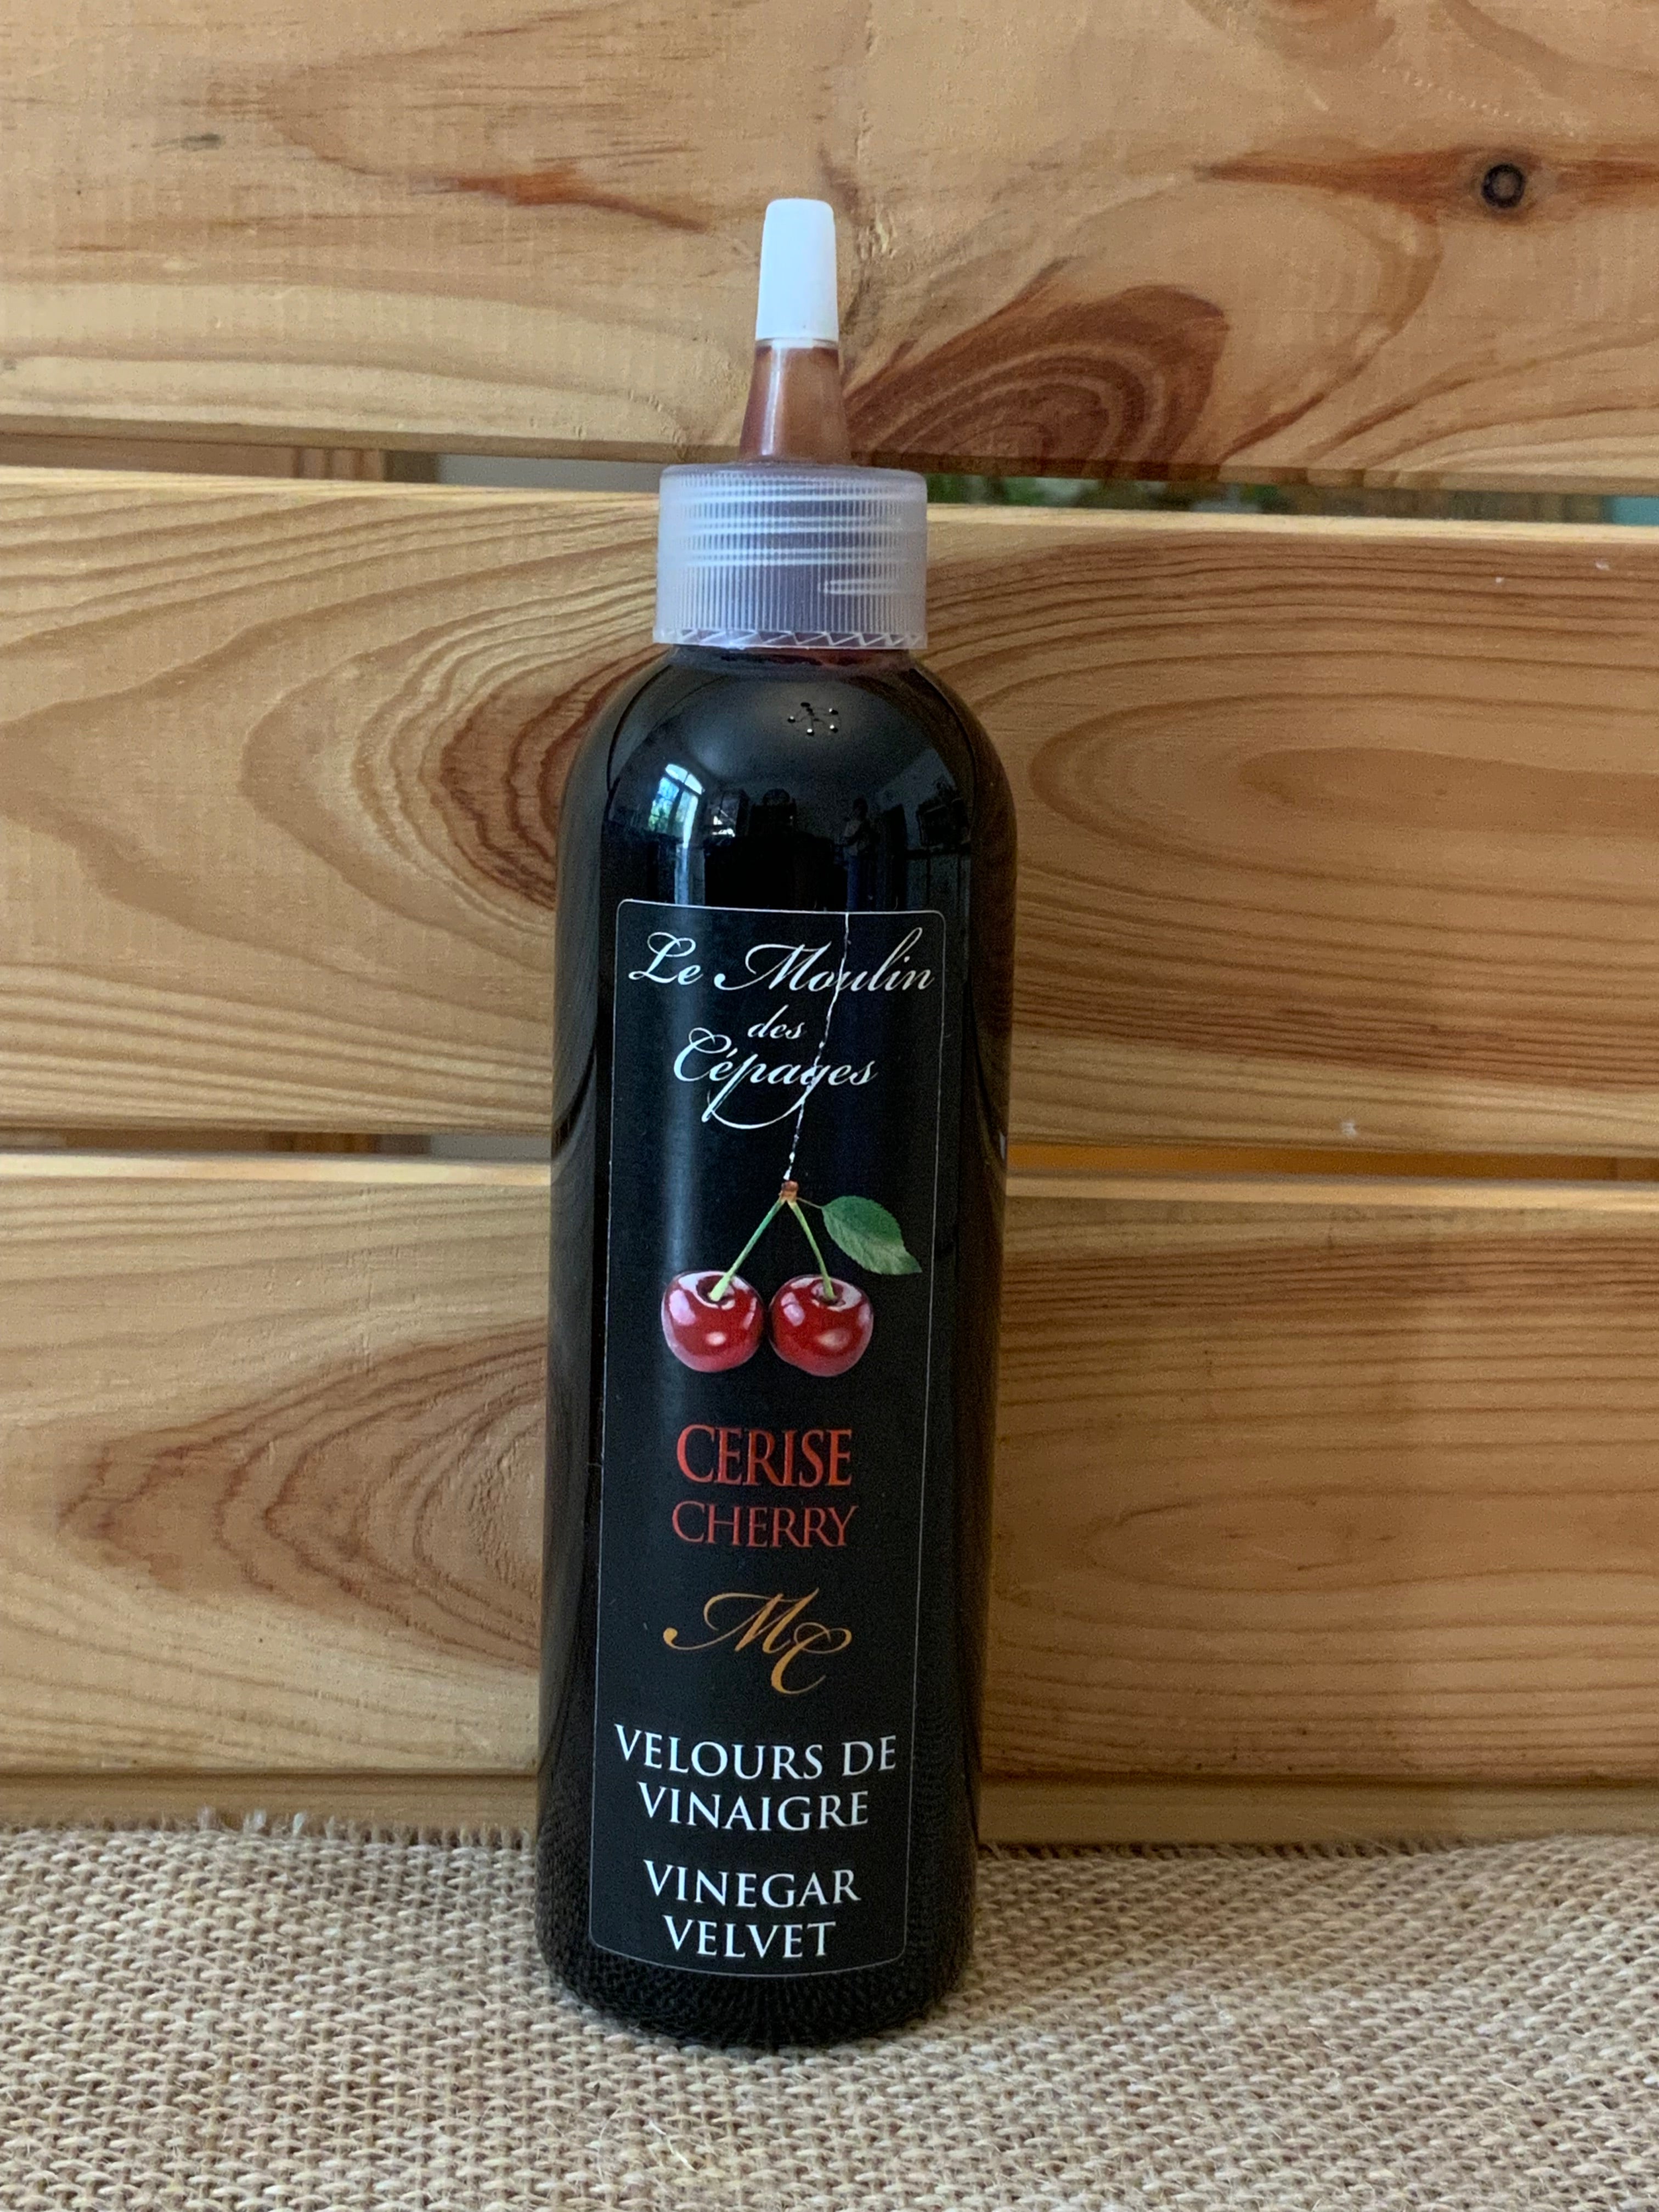 Le Moulin
des
Cépages
CERISE
CHERRY
MC
VELOURS DE
VINAIGRE
VINEGAR
VELVET